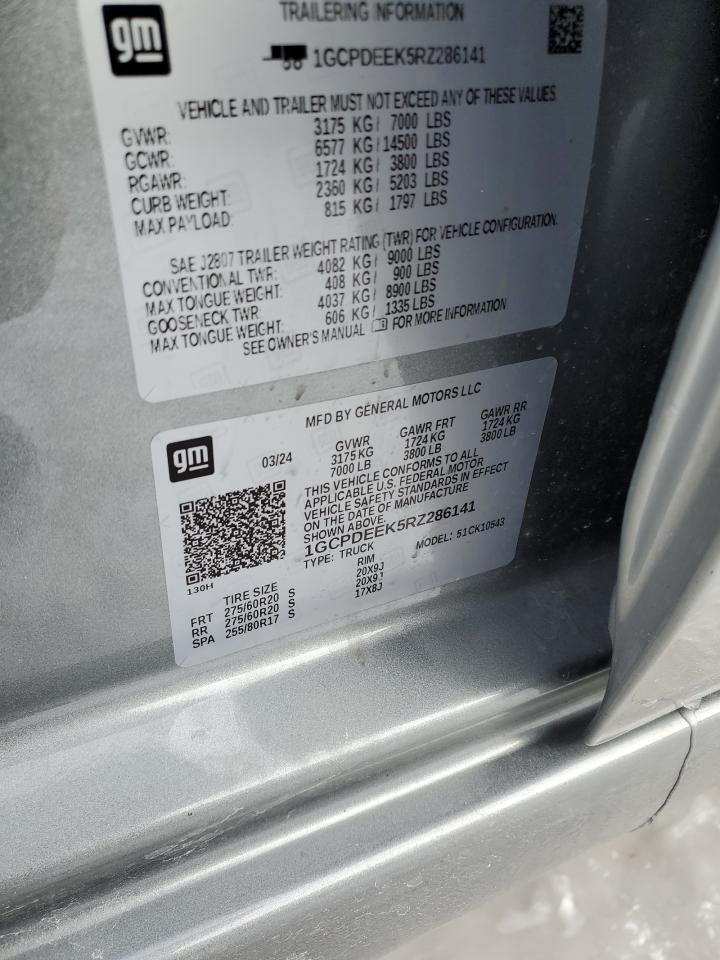 TRAILERING INFORMATION
gm
1GCPDEEK5RZ286141
VEHICLE AND TRAILER MUST NOT EXCEED ANY OF THESE VALUES
GVWR: 3175 KG / 7000 LBS
GCWR: 6577 KG / 14500 LBS
RGAWR: 1724 KG / 3800 LBS
CURB WEIGHT: 2360 KG / 5203 LBS
MAX PAYLOAD: 815 KG / 1797 LBS
SAE J2807 TRAILER WEIGHT RATING (TWR) FOR VEHICLE CONFIGURATION.
CONVENTIONAL TWR: 4082 KG / 9000 LBS
MAX TONGUE WEIGHT: 408 KG / 900 LBS
GOOSENECK TWR: 4037 KG / 8900 LBS
MAX TONGUE WEIGHT: 606 KG / 1335 LBS
SEE OWNER'S MANUAL FOR MORE INFORMATION
MFD BY GENERAL MOTORS LLC
gm
03/24
GVWR GAWR FRT GAWR RR
3175 KG 1724 KG 1724 KG
7000 LB 3800 LB 3800 LB
THIS VEHICLE CONFORMS TO ALL
APPLICABLE U.S. FEDERAL MOTOR
VEHICLE SAFETY STANDARDS IN EFFECT
ON THE DATE OF MANUFACTURE
SHOWN ABOVE.
1GCPDEEK5RZ286141
TYPE: TRUCK MODEL: 51CK10543
130H
TIRE SIZE RIM
FRT 275/60R20 S 20X9J
RR 275/60R20 S 20X9J
SPA 255/80R17 S 17X8J